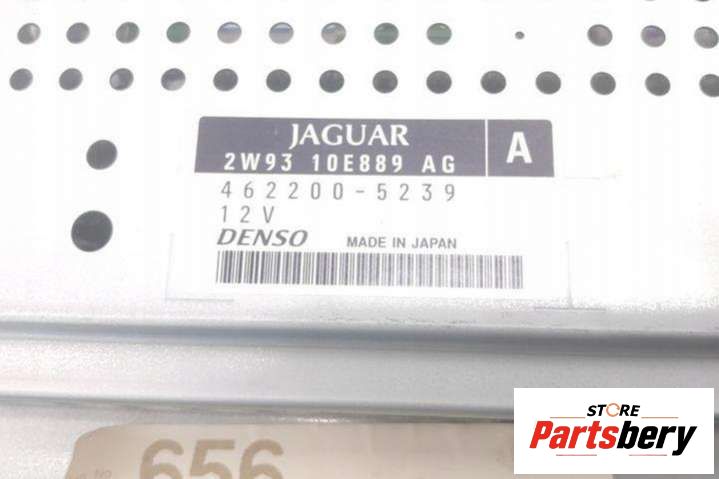 JAGUAR
2W93 10E889 AG
A
462200-5239
12V
DENSO MADE IN JAPAN
656
STORE
Partsbery